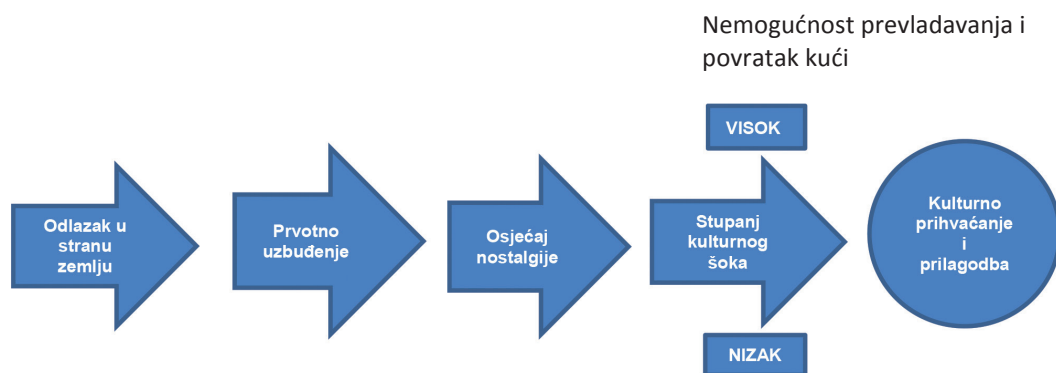 Nemogućnost prevladavanja i
povratak kući
VISOK
Odlazak u
stranu
zemlju
Prvotno
uzbuđenje
Osjećaj
nostalgije
Stupanj
kulturnog
šoka
Kulturno
prihvaćanje
i
prilagodba
NIZAK